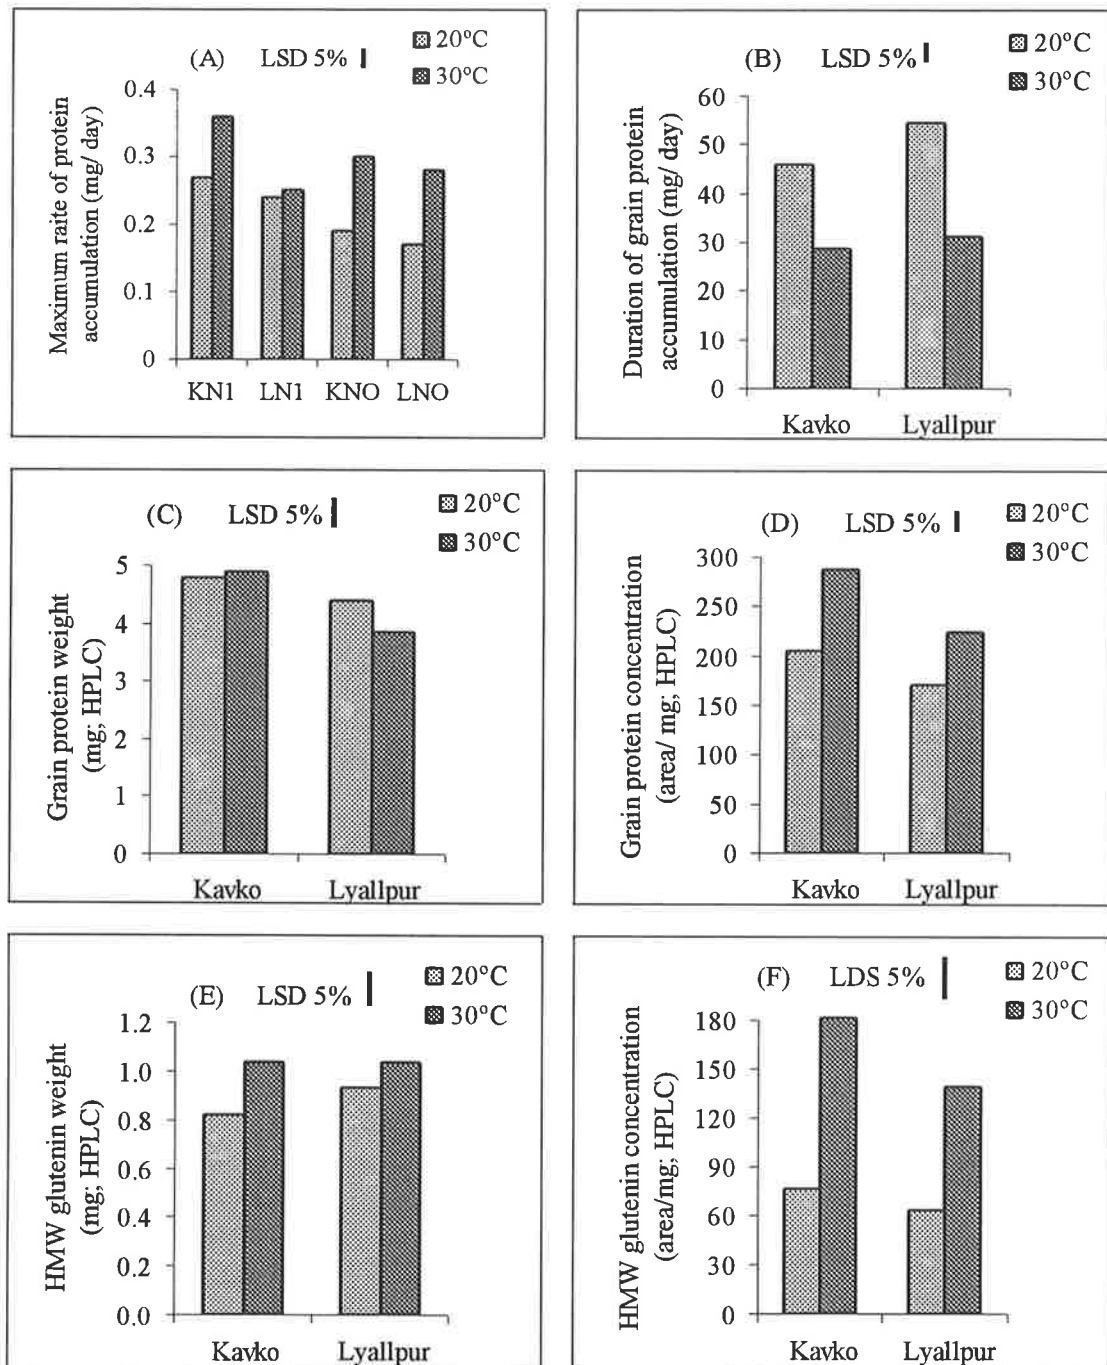 (A) LSD 5%
20°C
30°C
Maximum raite of protein
accumulation (mg/ day)
0.4
0.3
0.2
0.1
0
KN1 LN1 KNO LNO
(B) LSD 5%
20°C
30°C
Duration of grain protein
accumulation (mg/ day)
60
50
40
30
20
10
0
Kavko Lyallpur
(C) LSD 5%
20°C
30°C
Grain protein weight
(mg; HPLC)
5
4
3
2
1
0
Kavko Lyallpur
(D) LSD 5%
20°C
30°C
Grain protein concentration
(area/ mg; HPLC)
300
250
200
150
100
50
0
Kavko Lyallpur
(E) LSD 5%
20°C
30°C
HMW glutenin weight
(mg; HPLC)
1.2
1.0
0.8
0.6
0.4
0.2
0.0
Kavko Lyallpur
(F) LDS 5%
20°C
30°C
HMW glutenin concentration
(area/mg; HPLC)
180
150
120
90
60
30
0
Kavko Lyallpur